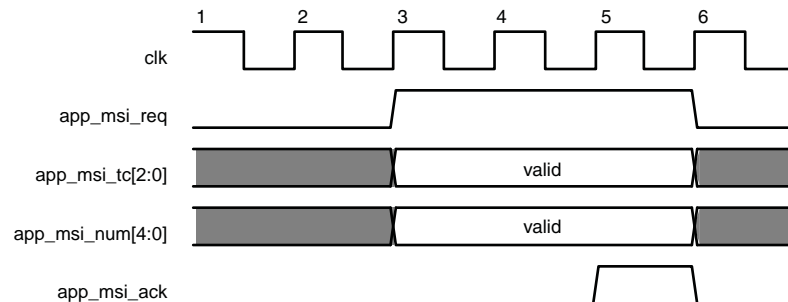 1 2 3 4 5 6
clk
app_msi_req
app_msi_tc[2:0] valid
app_msi_num[4:0] valid
app_msi_ack